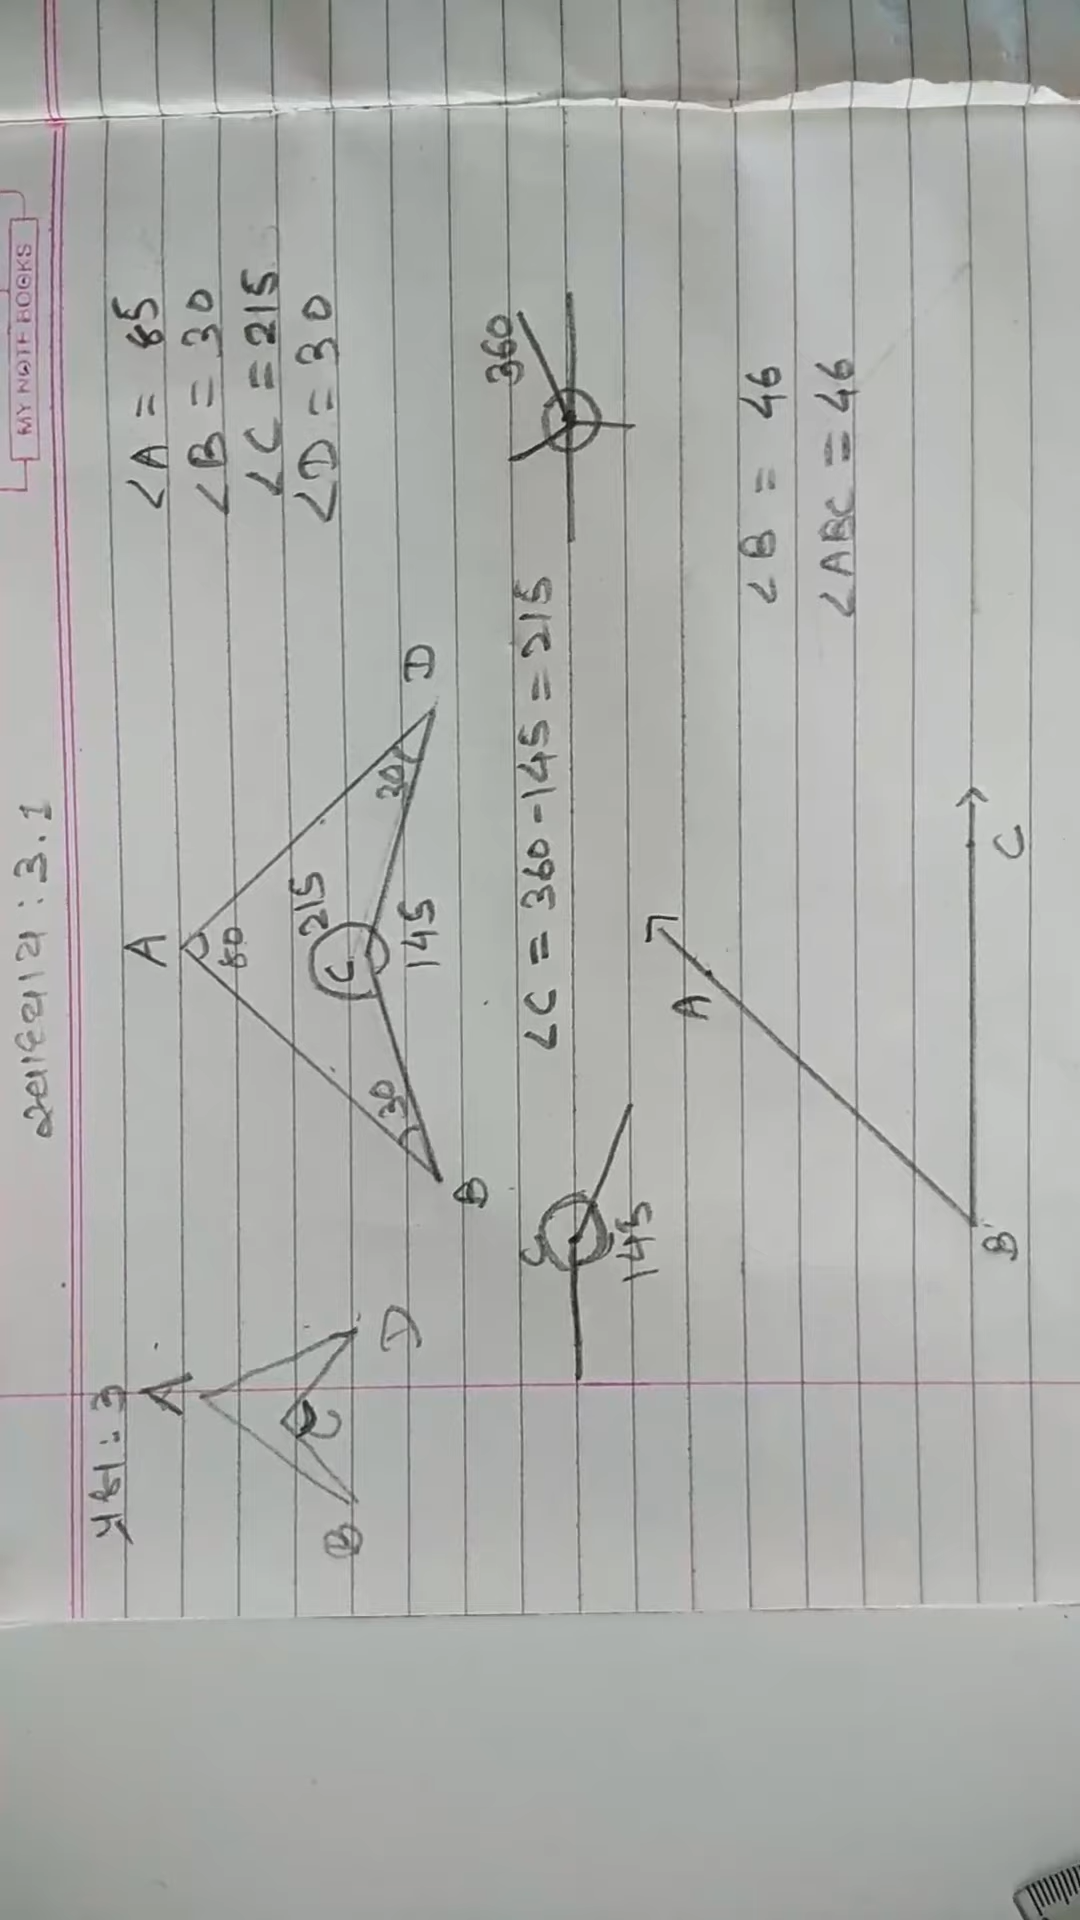 MY NOTE BOOKS
સ્વાધ્યાય : 3.1
પ્રશ્ન : 3
A
B
C
D
A
80
215
C
30
30
145
B
D
∠A = 85
∠B = 30
∠C = 215
∠D = 30
C
145
∠C = 360 - 145 = 215
360
A
B
C
∠B = 46
∠ABC = 46